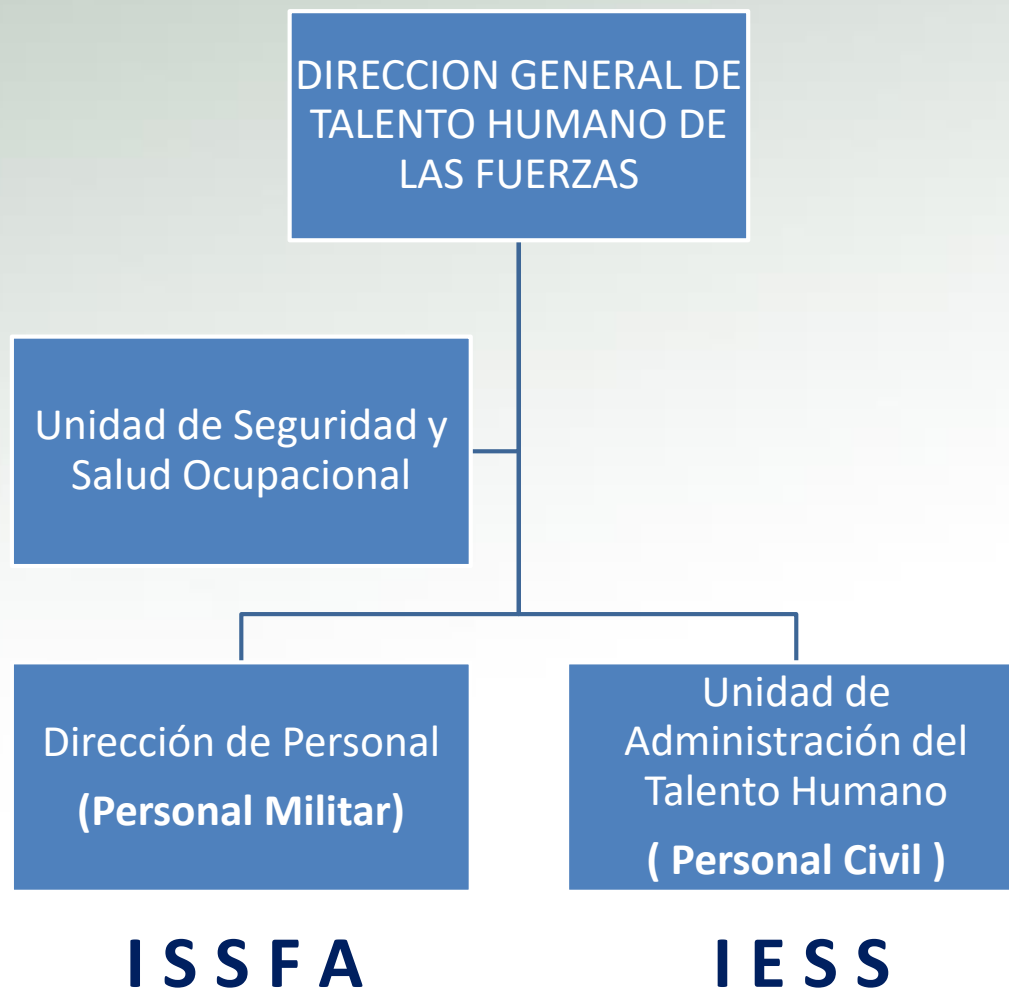 DIRECCION GENERAL DE
TALENTO HUMANO DE
LAS FUERZAS
Unidad de Seguridad y
Salud Ocupacional
Dirección de Personal
(Personal Militar)
Unidad de
Administración del
Talento Humano
( Personal Civil )
I S S F A
I E S S